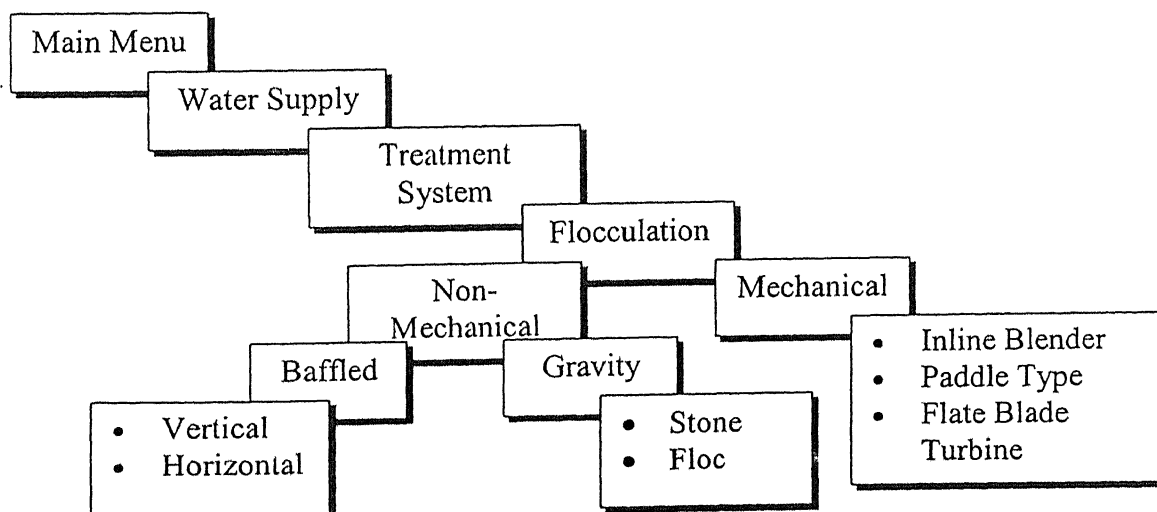 Main Menu
Water Supply
Treatment
System
Flocculation
Non-
Mechanical
Mechanical
Baffled
Gravity
• Inline Blender
• Paddle Type
• Flate Blade
Turbine
• Vertical
• Horizontal
• Stone
• Floc